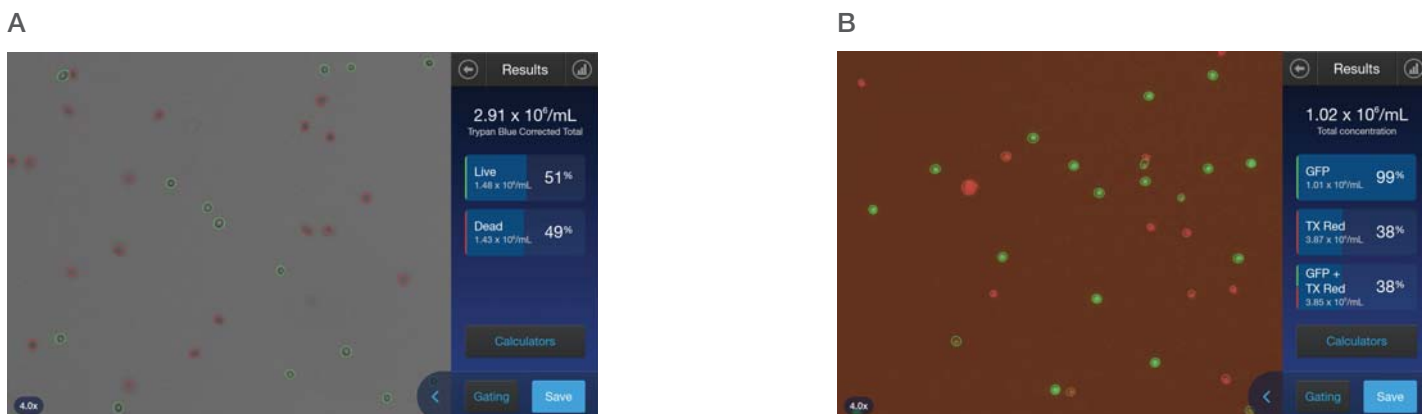 A
B
Results
2.91 x 10⁶/mL
Trypan Blue Corrected Total
Live
1.48 x 10⁶/mL
51%
Dead
1.43 x 10⁶/mL
49%
Calculators
Gating
Save
4.0x
Results
1.02 x 10⁶/mL
Total concentration
GFP
1.01 x 10⁶/mL
99%
TX Red
3.87 x 10⁵/mL
38%
GFP +
TX Red
3.85 x 10⁵/mL
38%
Calculators
Gating
Save
4.0x